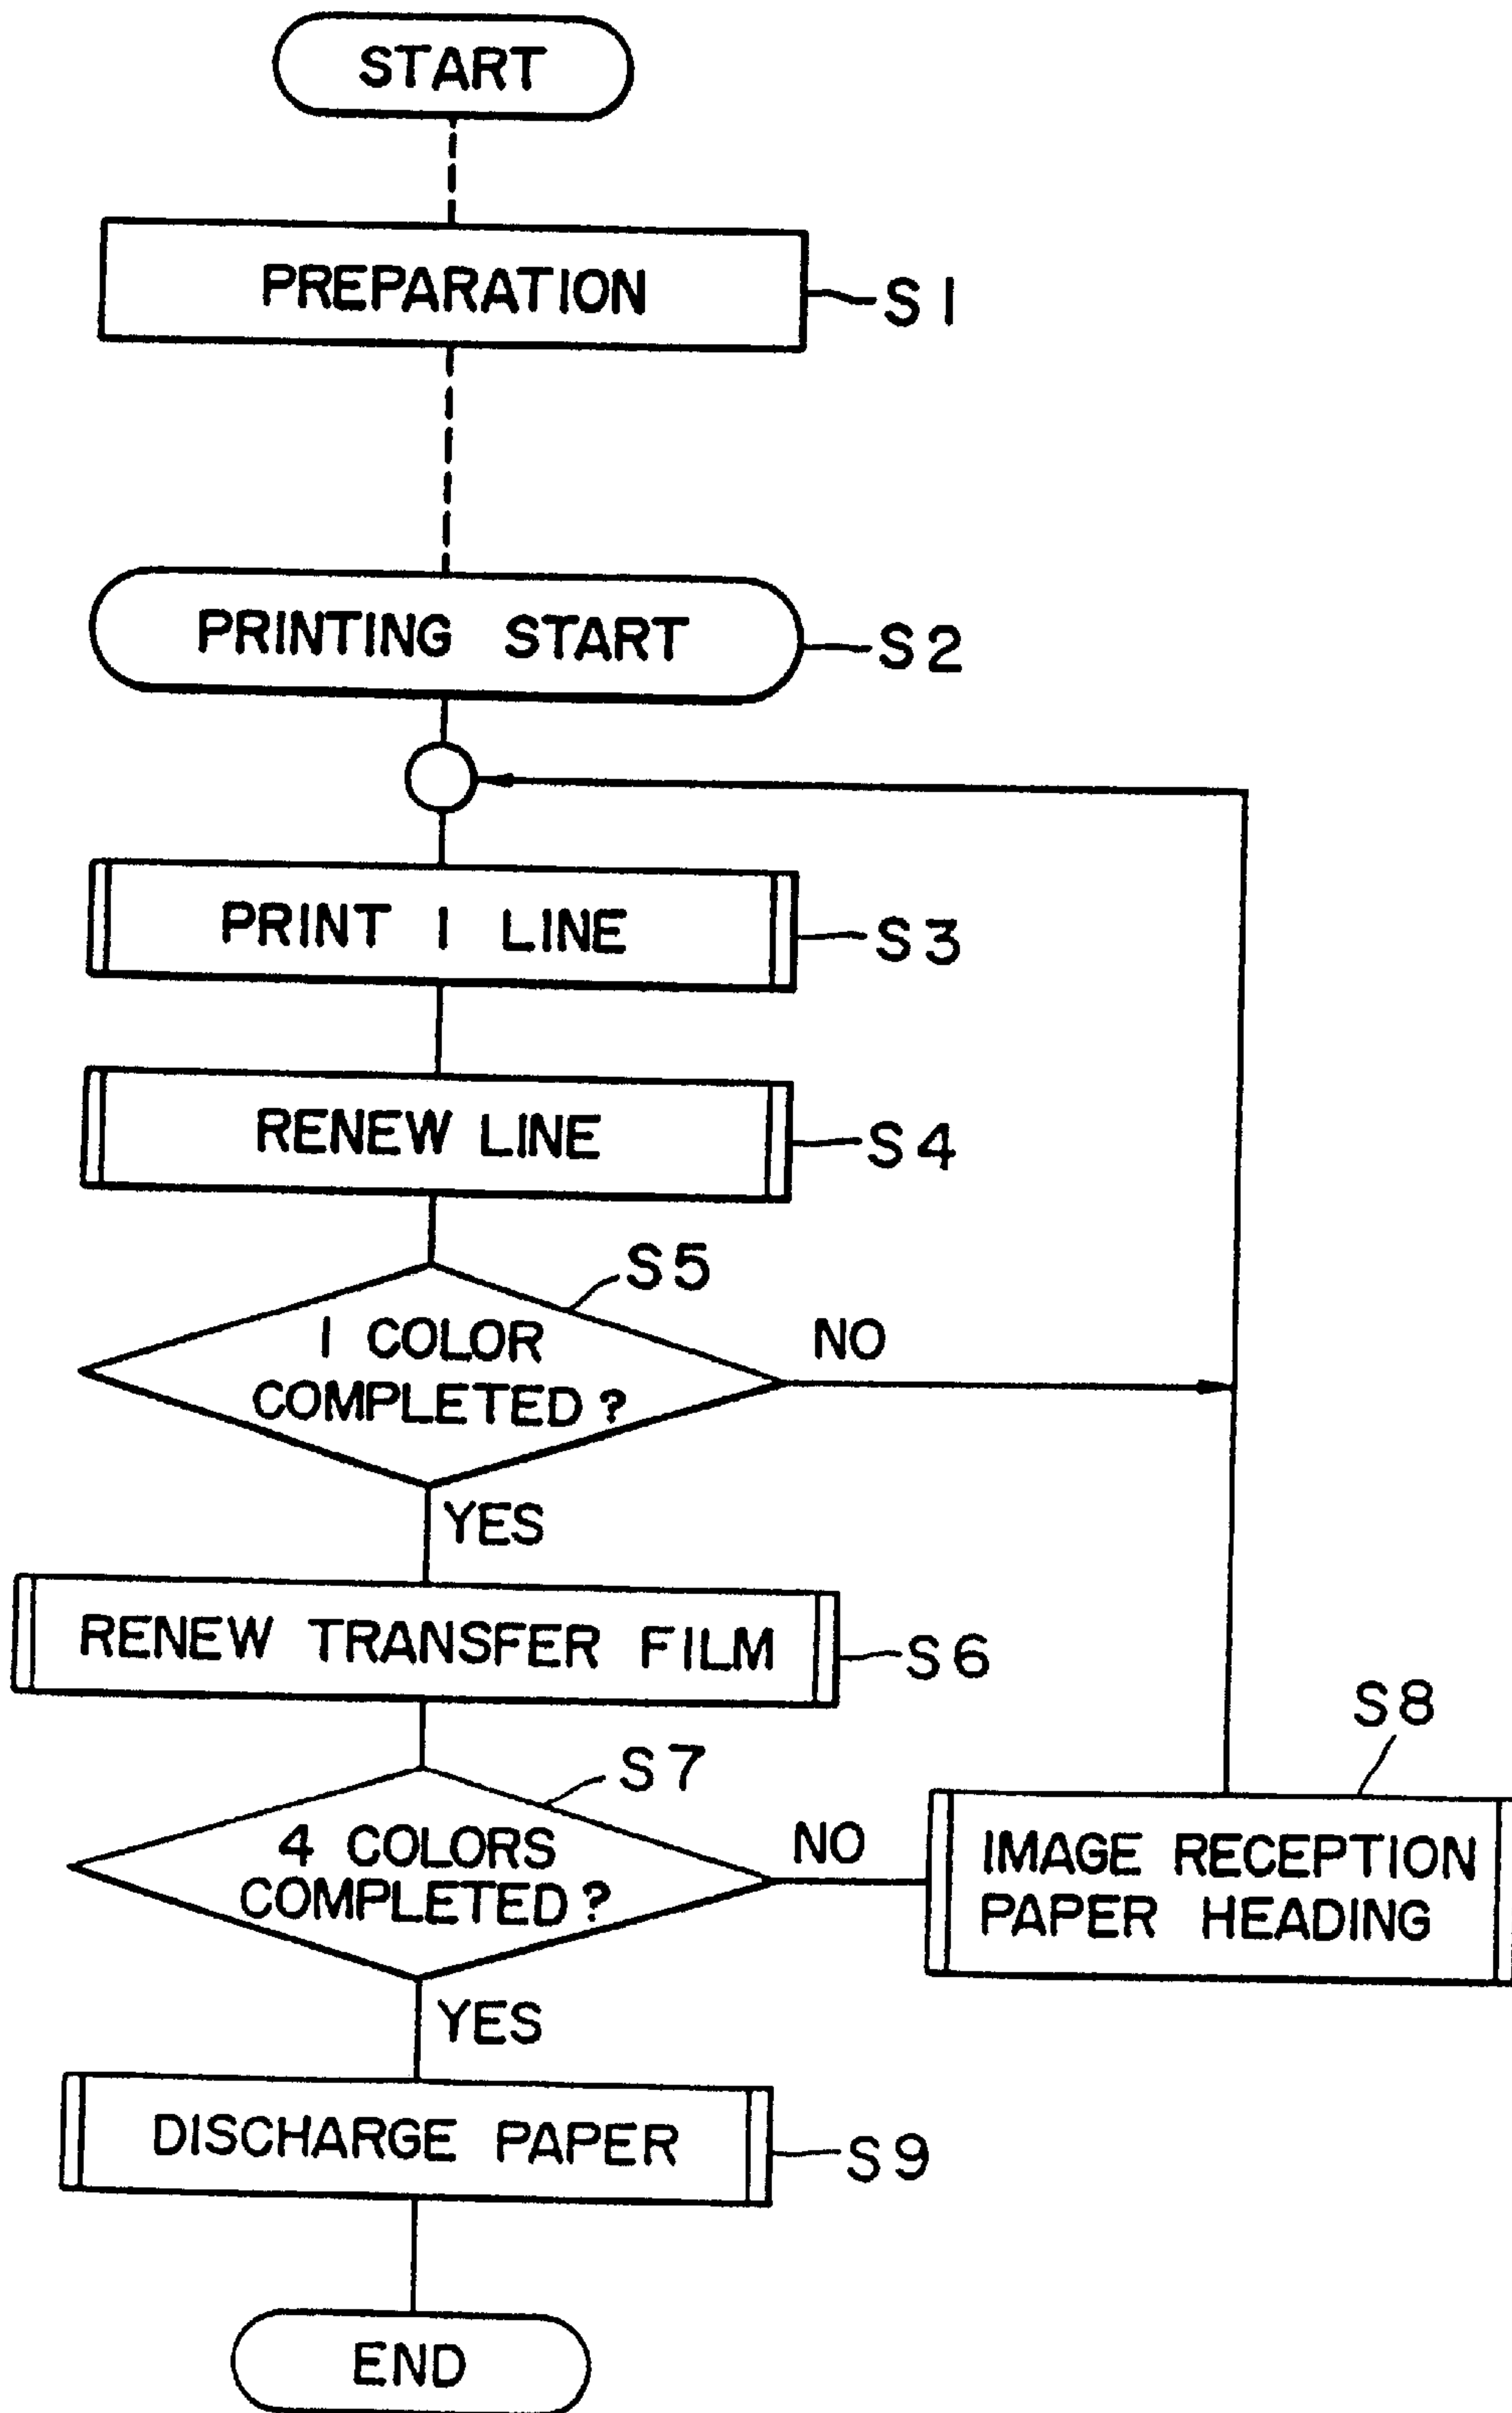 START
PREPARATION
S1
PRINTING START
S2
PRINT 1 LINE
S3
RENEW LINE
S4
S5
1 COLOR
COMPLETED?
NO
YES
RENEW TRANSFER FILM
S6
S7
4 COLORS
COMPLETED?
NO
S8
IMAGE RECEPTION
PAPER HEADING
YES
DISCHARGE PAPER
S9
END